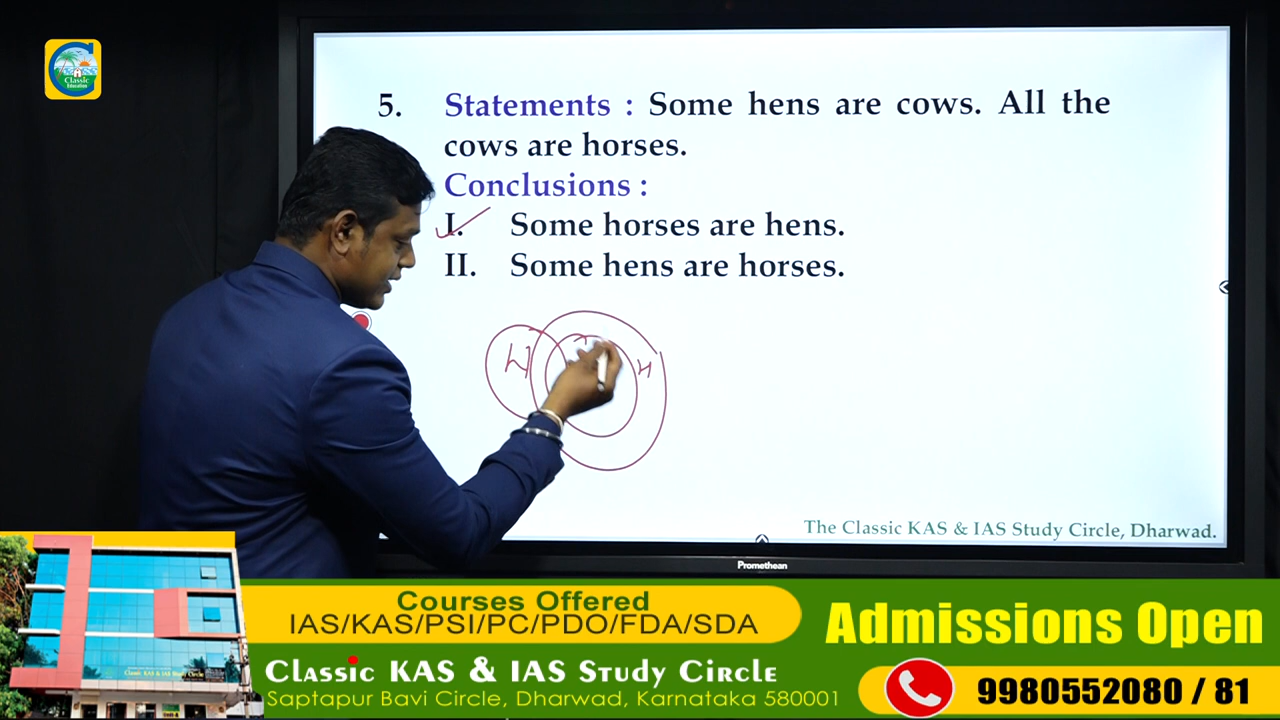 Classic
Education
5. Statements : Some hens are cows. All the
cows are horses.
Conclusions :
I. Some horses are hens.
II. Some hens are horses.
H
H
The Classic KAS & IAS Study Circle, Dharwad.
Promethean
Courses Offered
IAS/KAS/PSI/PC/PDO/FDA/SDA
Classic KAS & IAS Study Circle
Saptapur Bavi Circle, Dharwad, Karnataka 580001
Admissions Open
9980552080 / 81